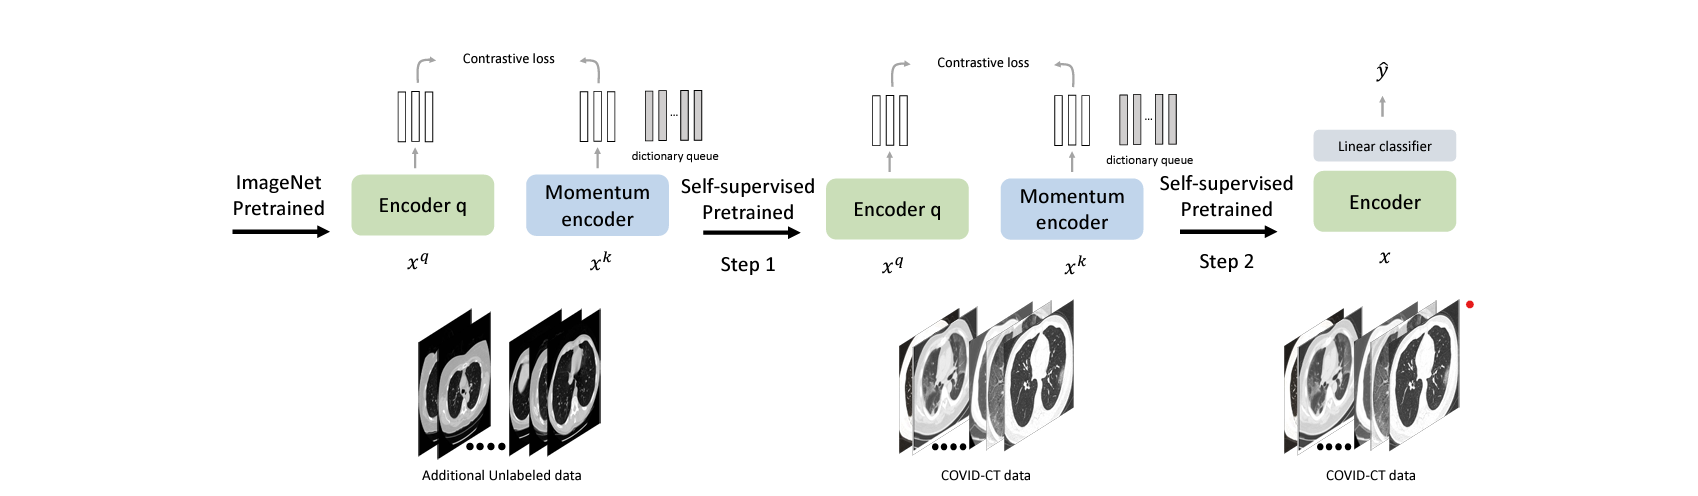 Contrastive loss
...
dictionary queue
ImageNet
Pretrained
Encoder q
Momentum
encoder
x^q
x^k
Additional Unlabeled data
Self-supervised
Pretrained
Step 1
Contrastive loss
...
dictionary queue
Encoder q
Momentum
encoder
x^q
x^k
COVID-CT data
Self-supervised
Pretrained
Step 2
ŷ
Linear classifier
Encoder
x
COVID-CT data